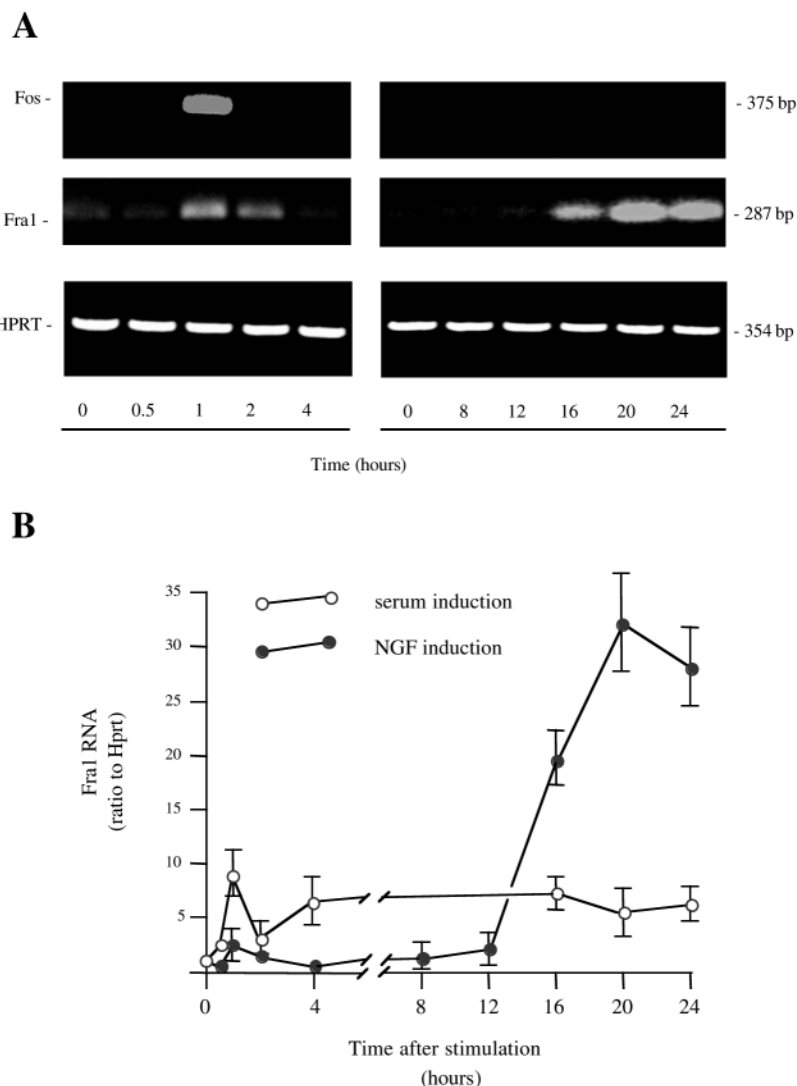 A
Fos -
- 375 bp
Fra1 -
- 287 bp
HPRT -
- 354 bp
0 0.5 1 2 4 0 8 12 16 20 24
Time (hours)
B
35
30
25
20
15
10
5
serum induction
NGF induction
Fra1 RNA
(ratio to Hprt)
0 4 8 12 16 20 24
Time after stimulation
(hours)